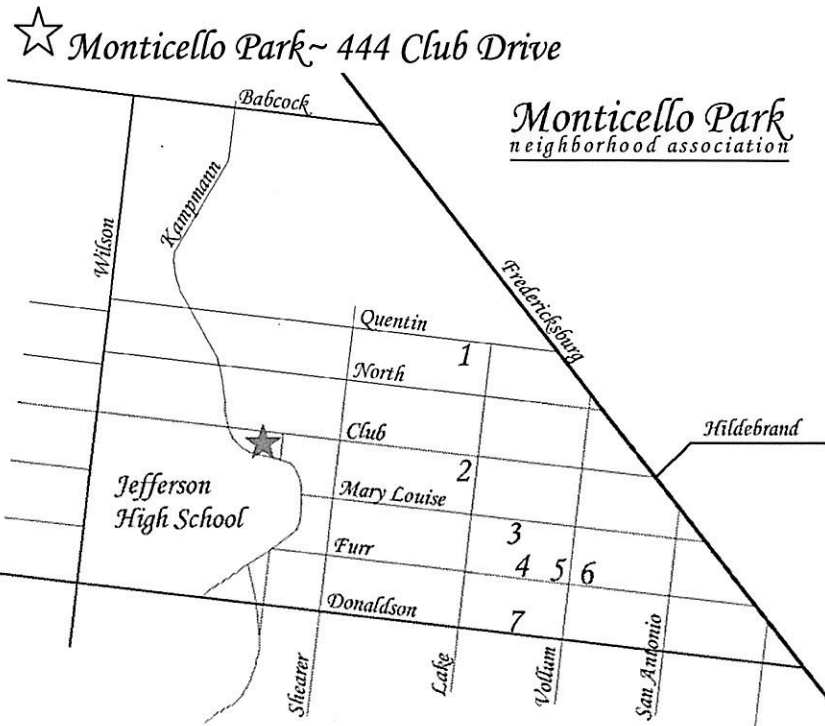 Monticello Park~ 444 Club Drive
Monticello Park
neighborhood association
Babcock
Kampmann
Wilson
Fredericksburg
Quentin
1
North
Hildebrand
Club
2
Mary Louise
Jefferson
High School
3
Furr
4
5
6
Donaldson
7
Shearer
Lake
Vollum
San Antonio